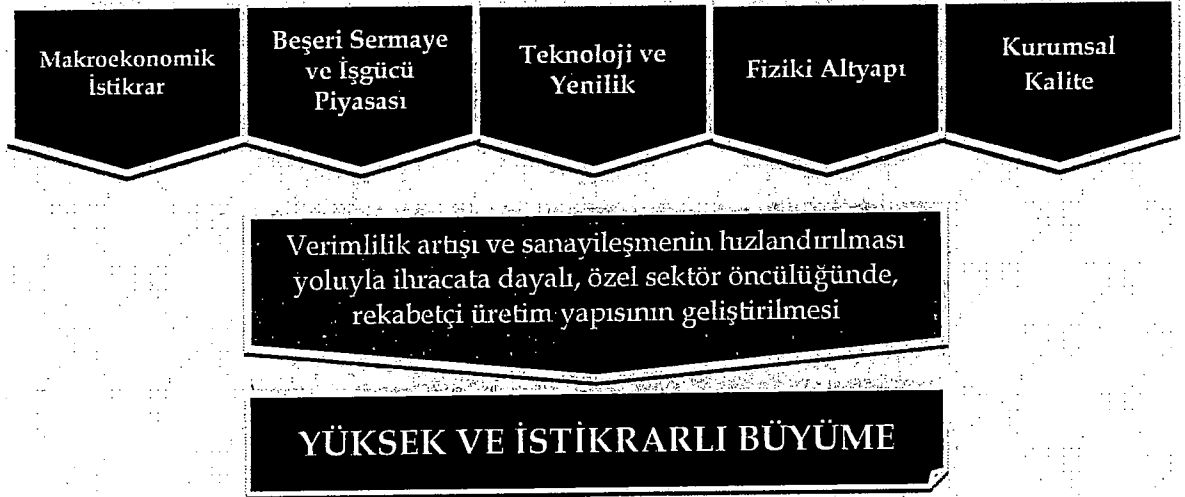 Makroekonomik
İstikrar
Beşeri Sermaye
ve İşgücü
Piyasası
Teknoloji ve
Yenilik
Fiziki Altyapı
Kurumsal
Kalite
Verimlilik artışı ve sanayileşmenin hızlandırılması
yoluyla ihracata dayalı, özel sektör öncülüğünde,
rekabetçi üretim yapısının geliştirilmesi
YÜKSEK VE İSTİKRARLI BÜYÜME